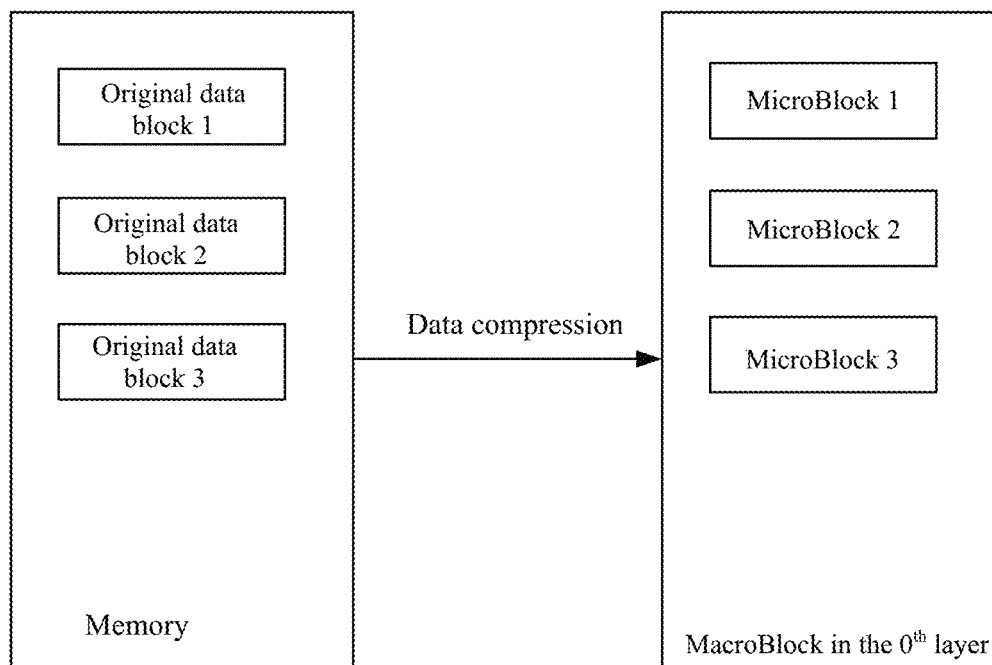 Original data
block 1
Original data
block 2
Original data
block 3
Memory
Data compression
MicroBlock 1
MicroBlock 2
MicroBlock 3
MacroBlock in the 0th layer